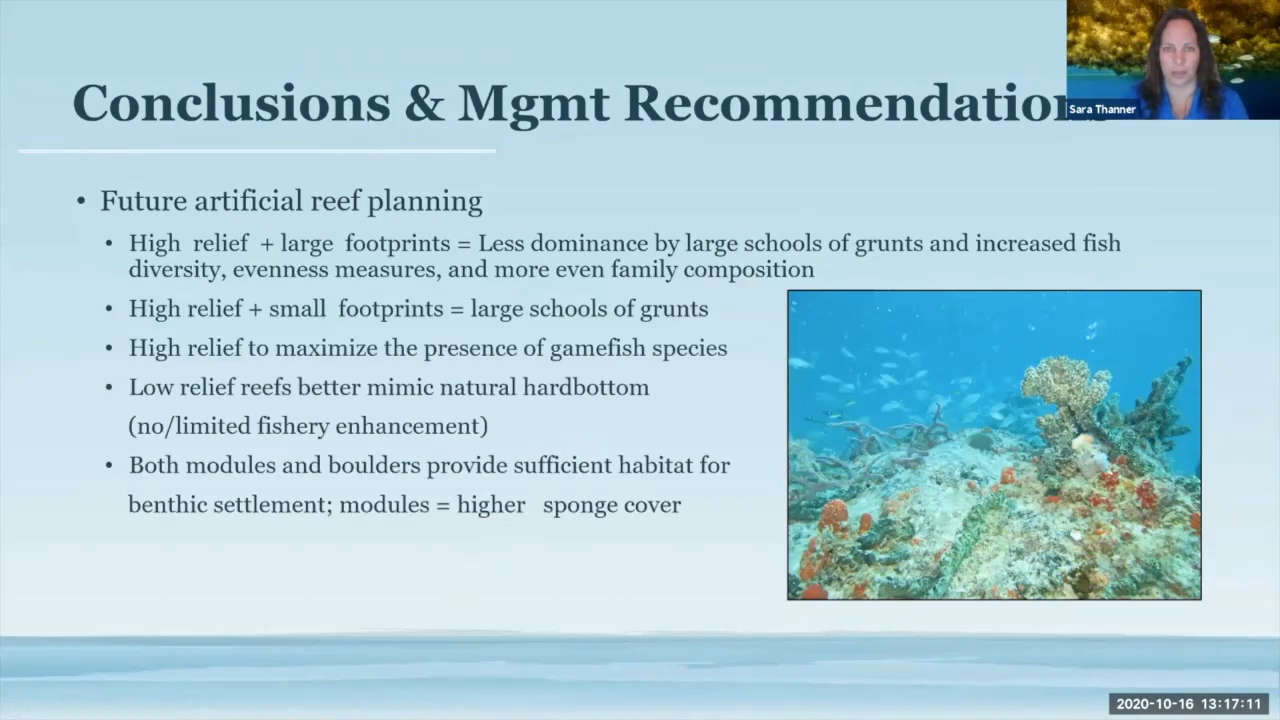 Conclusions & Mgmt Recommendations
Sara Thanner
• Future artificial reef planning
• High relief + large footprints = Less dominance by large schools of grunts and increased fish
diversity, evenness measures, and more even family composition
• High relief + small footprints = large schools of grunts
• High relief to maximize the presence of gamefish species
• Low relief reefs better mimic natural hardbottom
(no/limited fishery enhancement)
• Both modules and boulders provide sufficient habitat for
benthic settlement; modules = higher sponge cover
2020-10-16 13:17:11